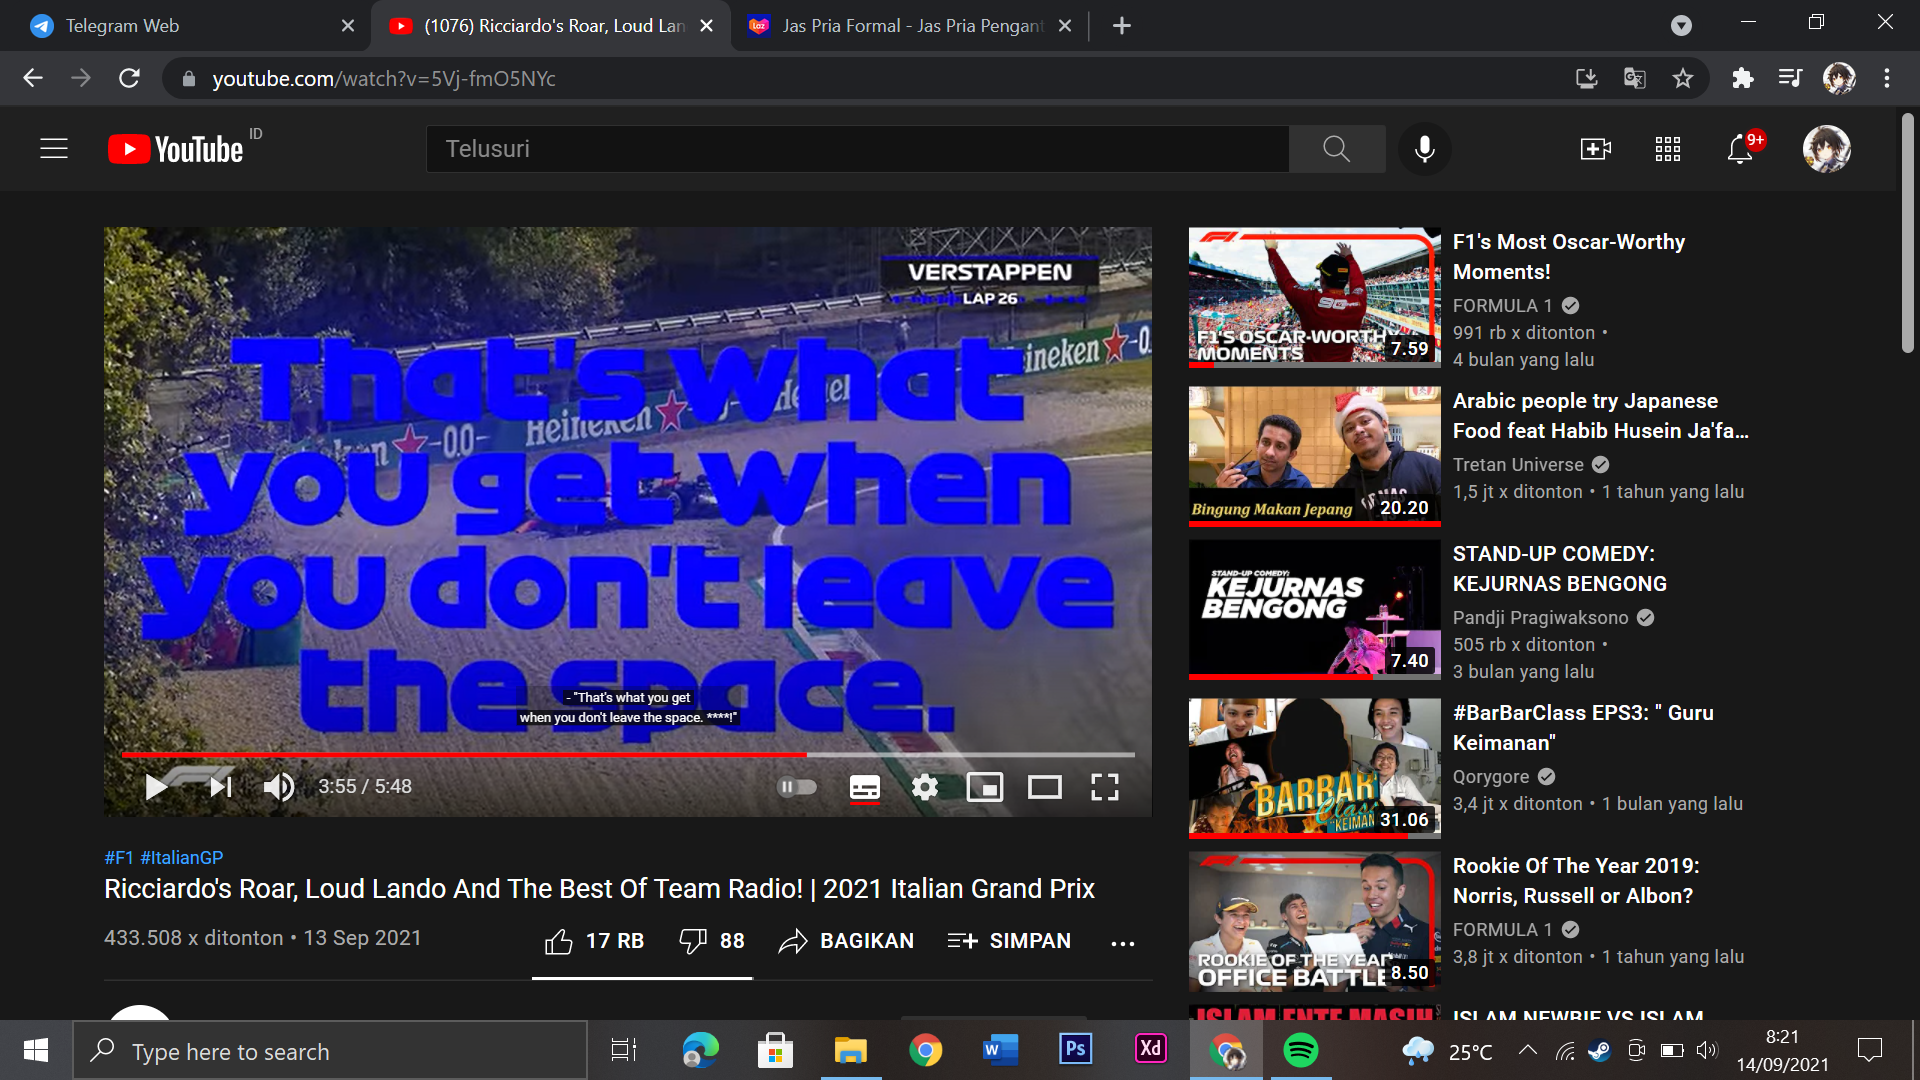 Telegram Web
(1076) Ricciardo's Roar, Loud Lan
Jas Pria Formal - Jas Pria Pengant
youtube.com/watch?v=5Vj-fmO5NYc
YouTube ID
Telusuri
9+
VERSTAPPEN
LAP 26
That's what
you get when
you don't leave
the space.
Heineken
- "That's what you get
when you don't leave the space. ****!"
3:55 / 5:48
#F1 #ItalianGP
Ricciardo's Roar, Loud Lando And The Best Of Team Radio! | 2021 Italian Grand Prix
433.508 x ditonton • 13 Sep 2021
17 RB
88
BAGIKAN
SIMPAN
F1'S OSCAR-WORTHY
MOMENTS
7.59
F1's Most Oscar-Worthy
Moments!
FORMULA 1
991 rb x ditonton •
4 bulan yang lalu
Bingung Makan Jepang
20.20
Arabic people try Japanese
Food feat Habib Husein Ja'fa...
Tretan Universe
1,5 jt x ditonton • 1 tahun yang lalu
STAND-UP COMEDY:
KEJURNAS
BENGONG
7.40
STAND-UP COMEDY:
KEJURNAS BENGONG
Pandji Pragiwaksono
505 rb x ditonton •
3 bulan yang lalu
BARBAR
Class
KEIMAN
31.06
#BarBarClass EPS3: " Guru
Keimanan"
Qorygore
3,4 jt x ditonton • 1 bulan yang lalu
ROOKIE OF THE YEAR
OFFICE BATTLE
8.50
Rookie Of The Year 2019:
Norris, Russell or Albon?
FORMULA 1
3,8 jt x ditonton • 1 tahun yang lalu
ISLAM ENTE MASIH
ISLAM NEWBIE VS ISLAM
Type here to search
Ps
Xd
25°C
8:21
14/09/2021